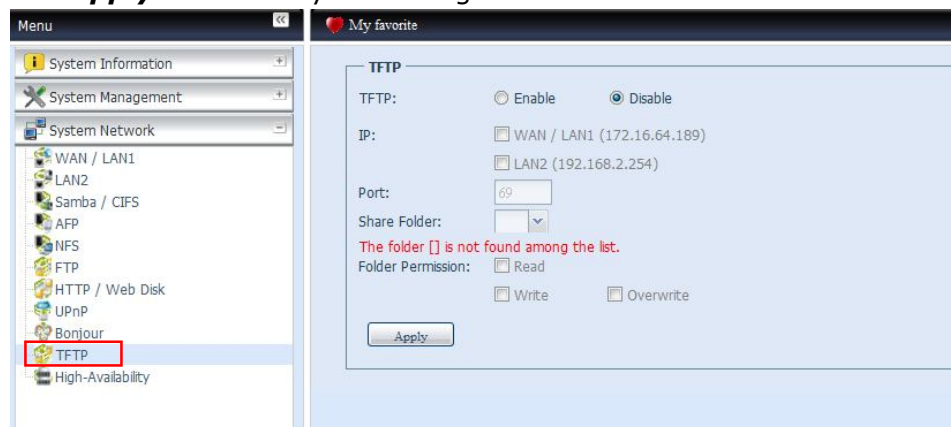 Menu
My favorite
System Information
System Management
System Network
WAN / LAN1
LAN2
Samba / CIFS
AFP
NFS
FTP
HTTP / Web Disk
UPnP
Bonjour
TFTP
High-Availability
TFTP
TFTP: Enable Disable
IP: WAN / LAN1 (172.16.64.189)
LAN2 (192.168.2.254)
Port: 69
Share Folder:
The folder [] is not found among the list.
Folder Permission: Read
Write Overwrite
Apply